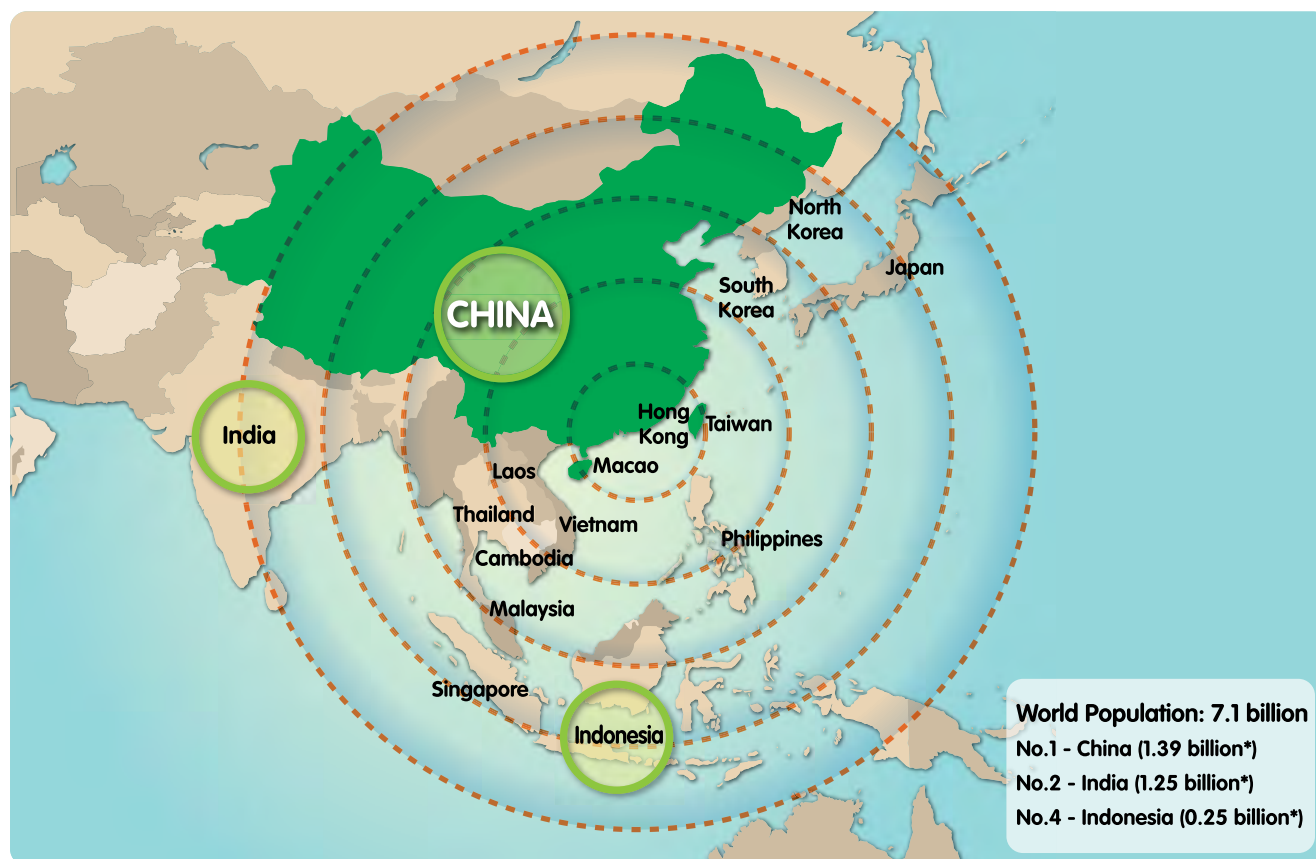 North
Korea
Japan
South
Korea
CHINA
Hong
Kong
Taiwan
India
Macao
Laos
Thailand
Vietnam
Philippines
Cambodia
Malaysia
Singapore
Indonesia
World Population: 7.1 billion
No.1 - China (1.39 billion*)
No.2 - India (1.25 billion*)
No.4 - Indonesia (0.25 billion*)